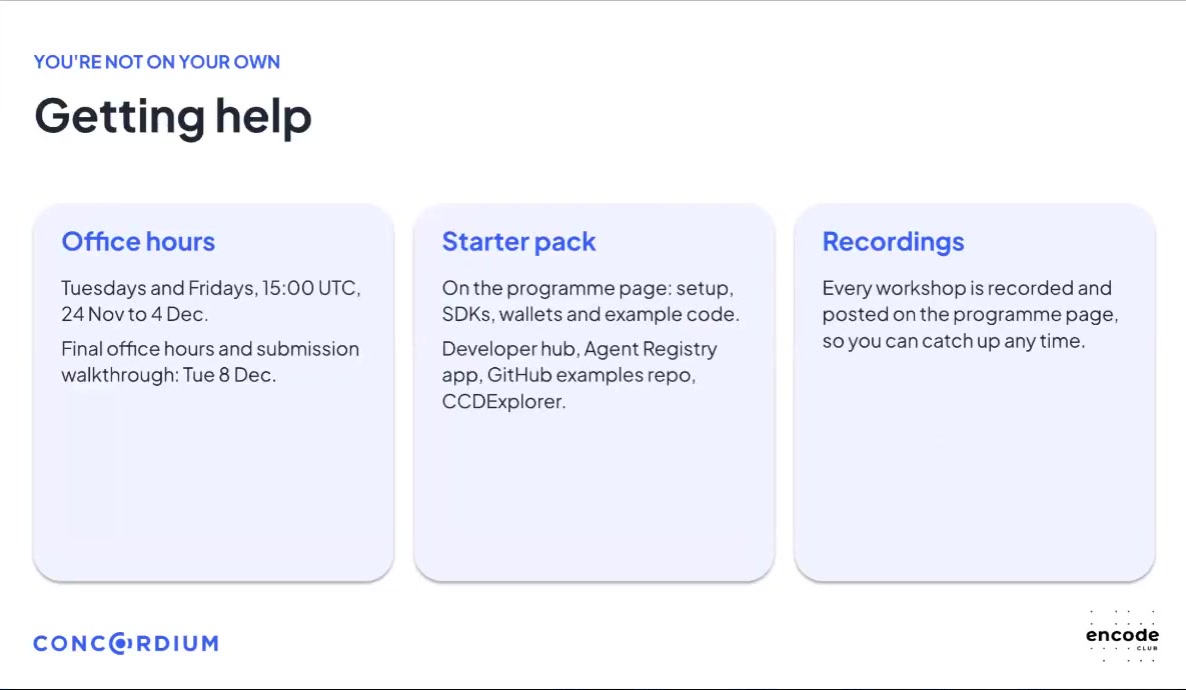 YOU'RE NOT ON YOUR OWN
Getting help
Office hours
Tuesdays and Fridays, 15:00 UTC,
24 Nov to 4 Dec.
Final office hours and submission
walkthrough: Tue 8 Dec.
Starter pack
On the programme page: setup,
SDKs, wallets and example code.
Developer hub, Agent Registry
app, GitHub examples repo,
CCDExplorer.
Recordings
Every workshop is recorded and
posted on the programme page,
so you can catch up any time.
CONCORDIUM
encode
CLUB